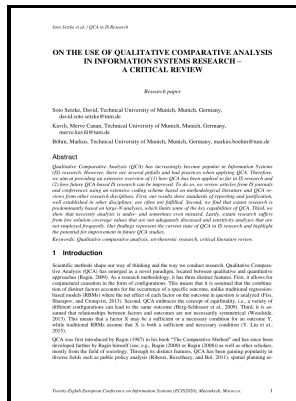 Soto Setzke et al. / QCA in IS Research
ON THE USE OF QUALITATIVE COMPARATIVE ANALYSIS
IN INFORMATION SYSTEMS RESEARCH –
A CRITICAL REVIEW
Research paper
Soto Setzke, David, Technical University of Munich, Munich, Germany,
david.soto.setzke@tum.de
Kavılı, Merve Canan, Technical University of Munich, Munich, Germany,
merve.kavili@tum.de
Böhm, Markus, Technical University of Munich, Munich, Germany, markus.boehm@tum.de
Abstract
Qualitative Comparative Analysis (QCA) has increasingly become popular in Information Systems
(IS) research. However, there are several pitfalls and bad practices when applying QCA. Therefore,
we aim at providing an extensive overview of (1) how QCA has been applied so far in IS research and
(2) how future QCA-based IS research can be improved. To do so, we review articles from IS journals
and conferences using an extensive coding scheme based on methodological literature and QCA reviews
from other research disciplines. First, our results show standards of reporting and justification,
well established in other disciplines, are often not fulfilled. Second, we find that extant research is
predominantly based on large-N analyses, which limits some of the key capabilities of QCA. Third, we
show that necessity analysis is under- and sometimes even misused. Lastly, extant research suffers
from low solution coverage values that are not adequately discussed and sensitivity analyses that are
not employed frequently. Our findings represent the current state of QCA in IS research and highlight
the potential for improvement in future QCA studies.
Keywords: Qualitative comparative analysis, set-theoretic research, critical literature review.
1 Introduction
Scientific methods shape our way of thinking and the way we conduct research. Qualitative Comparative
Analysis (QCA) has emerged as a novel paradigm, located between qualitative and quantitative
approaches (Ragin, 2009). As a research methodology, it has three distinct features. First, it allows for
conjunctural causation in the form of configurations. This means that it is assumed that the combination
of distinct factors accounts for the occurrence of a specific outcome, unlike traditional regression-
based models (RBMs) where the net effect of each factor on the outcome in question is analyzed (Fiss,
Sharapov, and Cronqvist, 2013). Second, QCA embraces the concept of equifinality, i.e., a variety of
different configurations can lead to the same outcome (Berg-Schlosser et al., 2009). Third, it is assumed
that relationships between factors and outcomes are not necessarily symmetrical (Woodside,
2013). This means that a factor X may be a sufficient or a necessary condition for an outcome Y,
while traditional RBMs assume that X is both a sufficient and necessary condition (Y. Liu et al.,
2015).
QCA was first introduced by Ragin (1987) in his book "The Comparative Method" and has since been
developed further by Ragin himself (see, e.g., Ragin (2000) or Ragin (2008)) as well as other scholars,
mostly from the field of sociology. Through its distinct features, QCA has been gaining popularity in
diverse fields such as public policy analysis (Rihoux, Rezsöhazy, and Bol, 2011), spatial planning re-
Twenty-Eighth European Conference on Information Systems (ECIS2020), Marrakesh, Morocco. 1